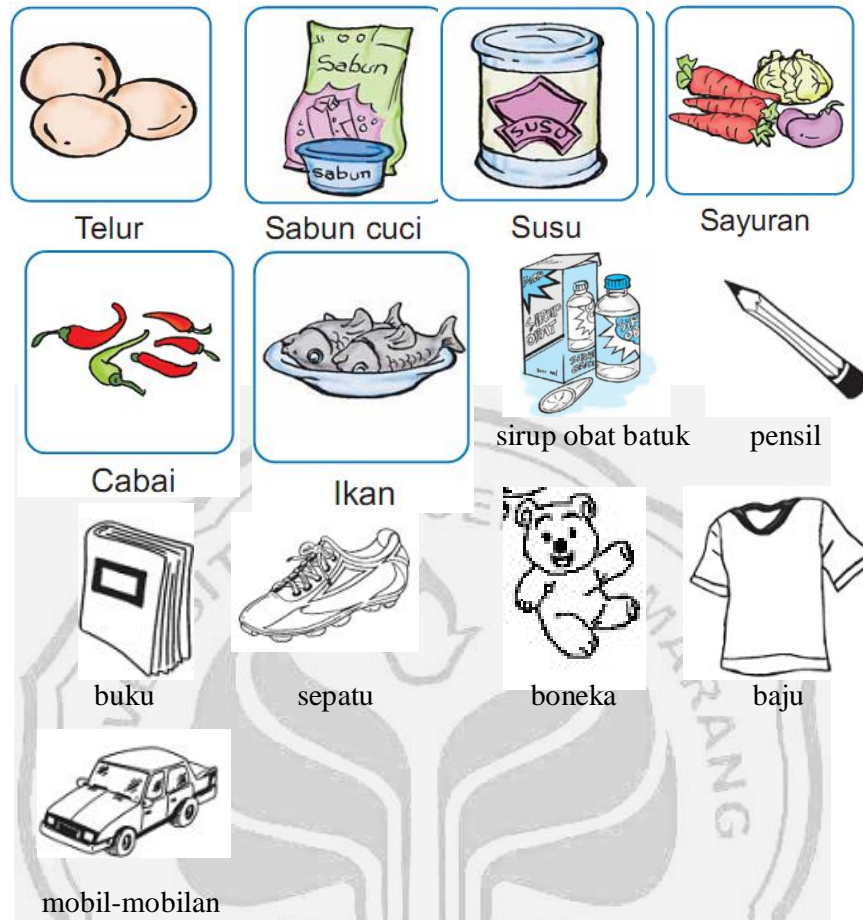 Sabun
sabun
SUSU
Telur
Sabun cuci
Susu
Sayuran
SIRUP
OBAT
Cabai
Ikan
sirup obat batuk
pensil
buku
sepatu
boneka
baju
mobil-mobilan
MARANG